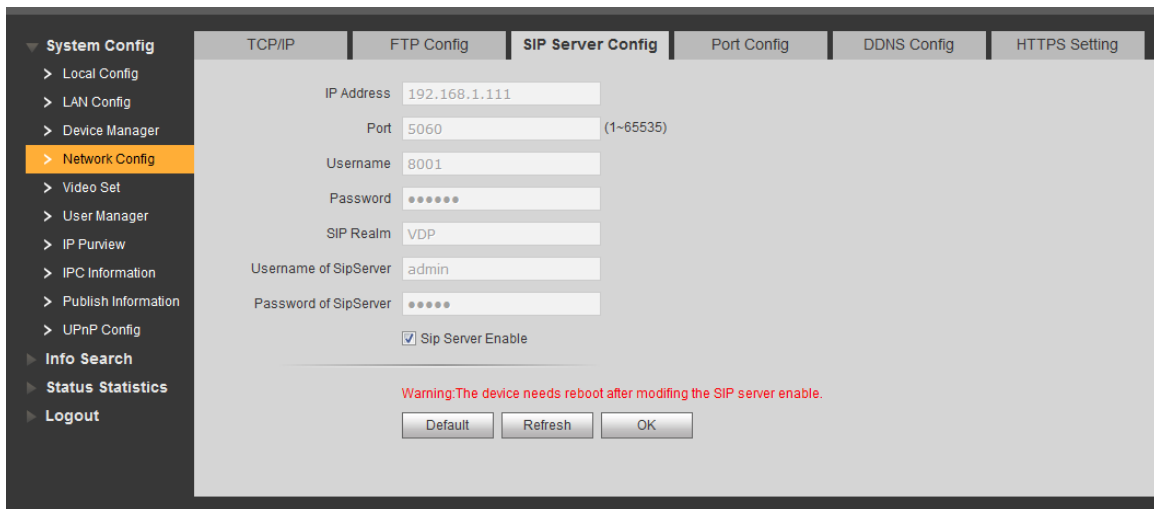 System Config
Local Config
LAN Config
Device Manager
Network Config
Video Set
User Manager
IP Purview
IPC Information
Publish Information
UPnP Config
Info Search
Status Statistics
Logout
TCP/IP FTP Config SIP Server Config Port Config DDNS Config HTTPS Setting
IP Address 192.168.1.111
Port 5060 (1~65535)
Username 8001
Password ●●●●●●
SIP Realm VDP
Username of SipServer admin
Password of SipServer ●●●●●
Sip Server Enable
Warning:The device needs reboot after modifing the SIP server enable.
Default Refresh OK